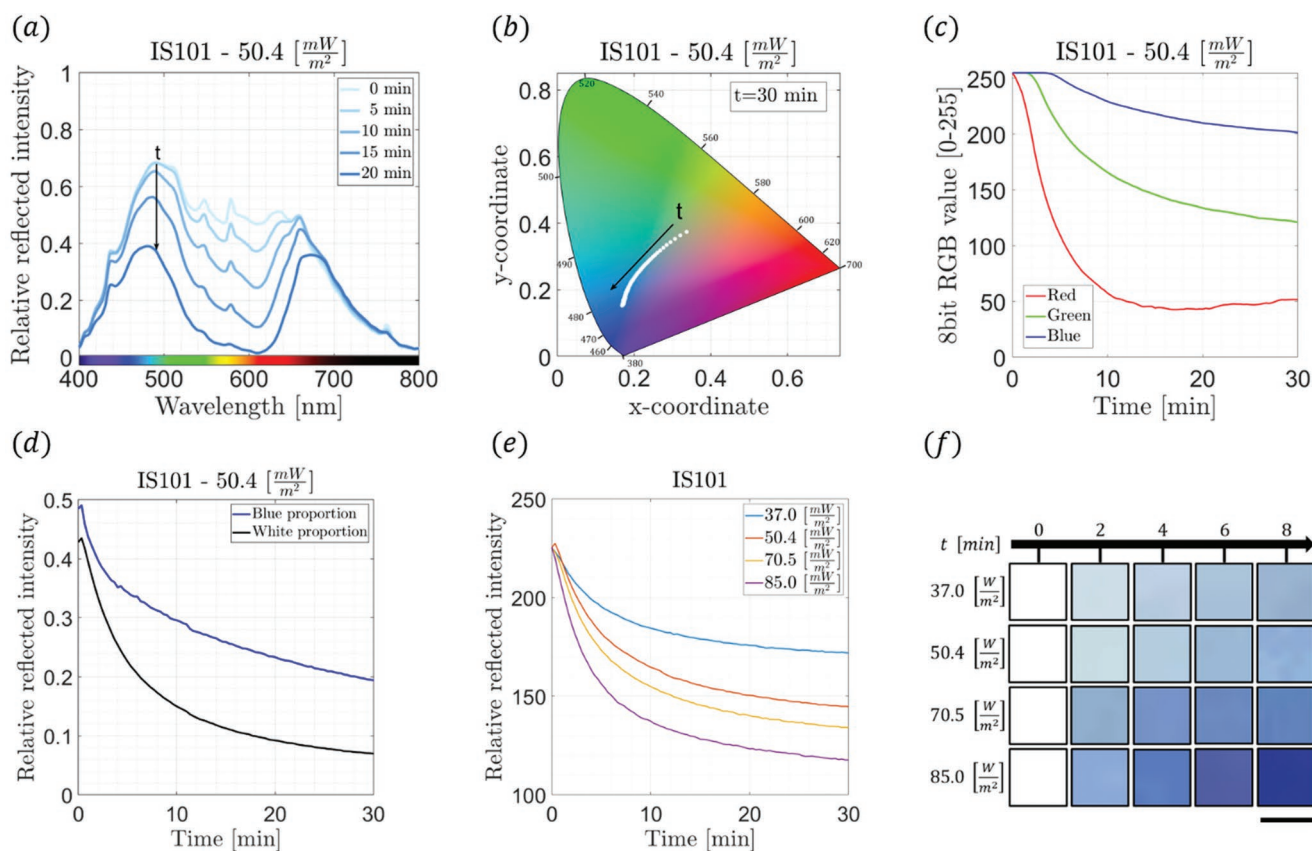 (a)
IS101 - 50.4 [mW/m²]
Relative reflected intensity
1
0.8
0.6
0.4
0.2
0
t
0 min
5 min
10 min
15 min
20 min
400 500 600 700 800
Wavelength [nm]
(b)
IS101 - 50.4 [mW/m²]
y-coordinate
0.8
0.6
0.4
0.2
0
t=30 min
520
540
560
580
600
620
700
500
490
480
470
460
380
t
0 0.2 0.4 0.6
x-coordinate
(c)
IS101 - 50.4 [mW/m²]
8bit RGB value [0-255]
250
200
150
100
50
0
Red
Green
Blue
0 10 20 30
Time [min]
(d)
IS101 - 50.4 [mW/m²]
Relative reflected intensity
0.5
0.4
0.3
0.2
0.1
0
Blue proportion
White proportion
0 10 20 30
Time [min]
(e)
IS101
Relative reflected intensity
250
200
150
100
37.0 [mW/m²]
50.4 [mW/m²]
70.5 [mW/m²]
85.0 [mW/m²]
0 10 20 30
Time [min]
(f)
0 2 4 6 8
t [min]
37.0 [W/m²]
50.4 [W/m²]
70.5 [W/m²]
85.0 [W/m²]